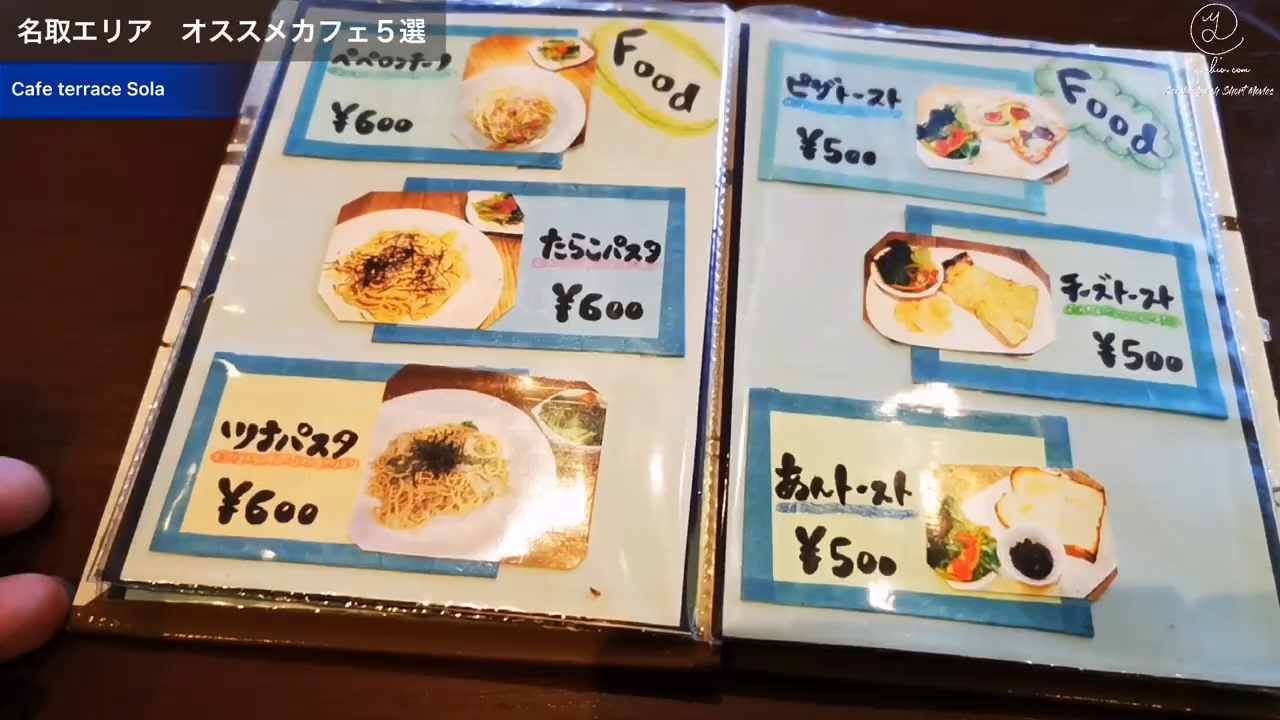 名取エリア　オススメカフェ５選
Cafe terrace Sola
ペペロンチーノ
¥600
Food
たらこパスタ
¥600
ツナパスタ
¥600
ピザトースト
¥500
Food
チーズトースト
¥500
あんトースト
¥500